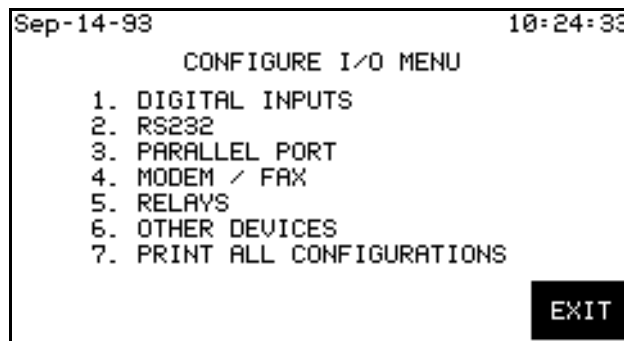 Sep-14-93 10:24:33
CONFIGURE I/O MENU
1. DIGITAL INPUTS
2. RS232
3. PARALLEL PORT
4. MODEM / FAX
5. RELAYS
6. OTHER DEVICES
7. PRINT ALL CONFIGURATIONS
EXIT